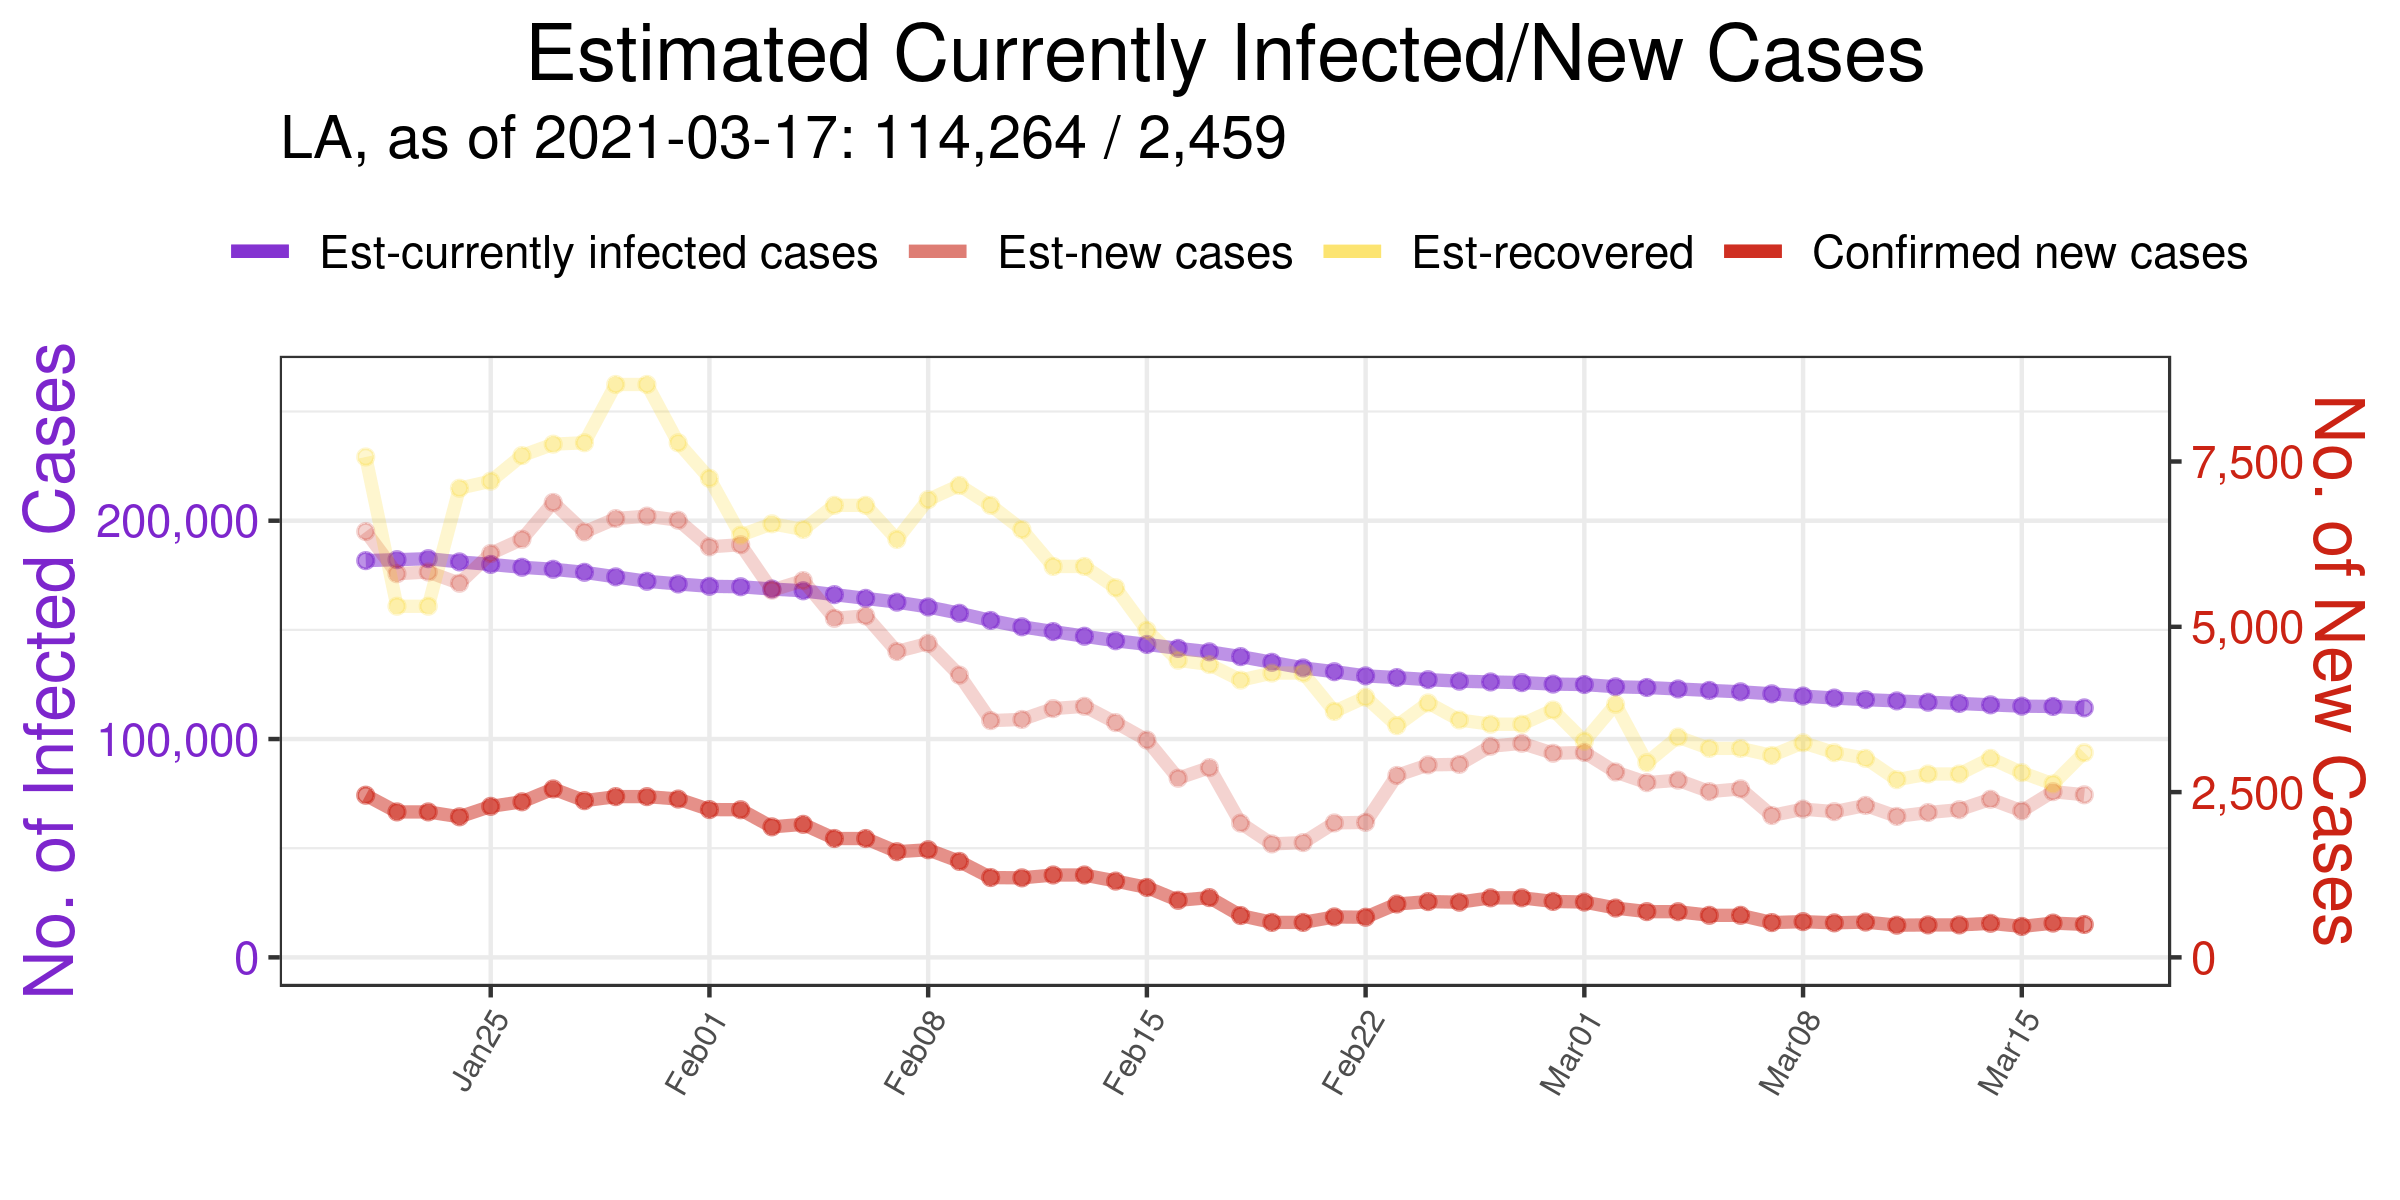 Estimated Currently Infected/New Cases
LA, as of 2021-03-17: 114,264 / 2,459
Est-currently infected cases Est-new cases Est-recovered Confirmed new cases
No. of Infected Cases
200,000
100,000
0
7,500
5,000
2,500
0
No. of New Cases
Jan25 Feb01 Feb08 Feb15 Feb22 Mar01 Mar08 Mar15